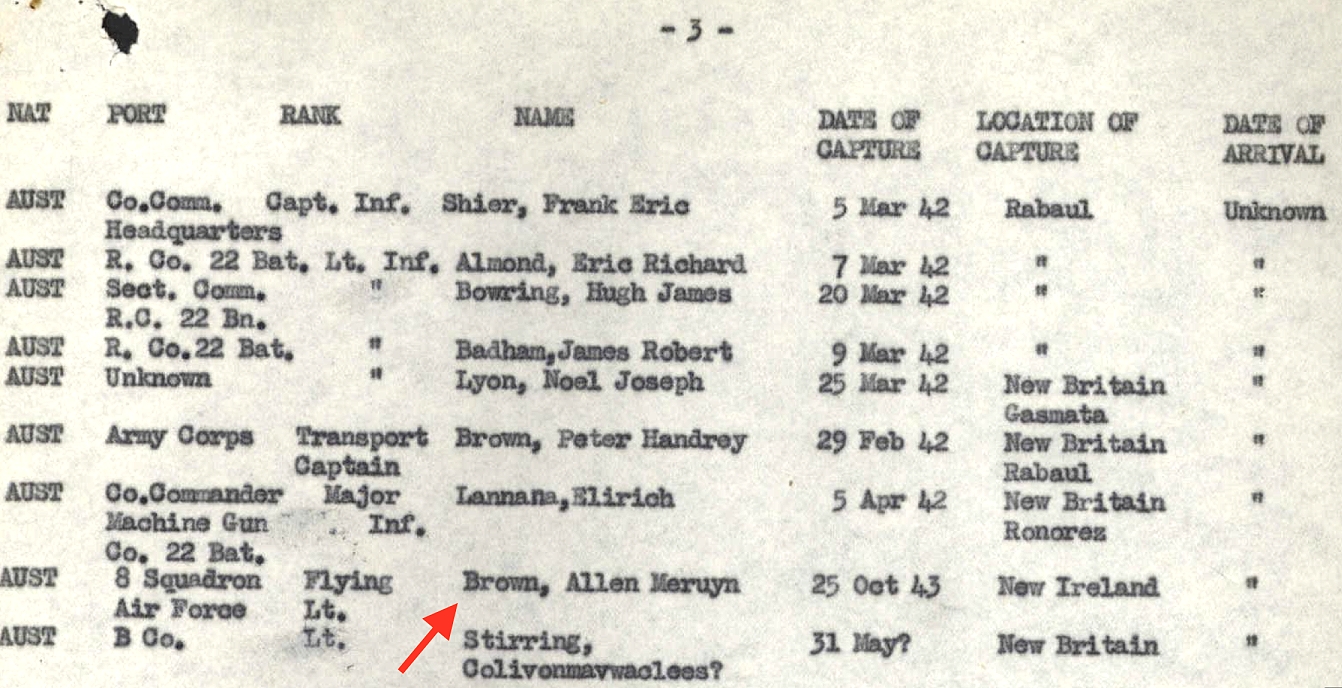 - 3 -
NAT PORT RANK NAME DATE OF LOCATION OF DATE OF
CAPTURE CAPTURE ARRIVAL
AUST Co.Comm. Capt. Inf. Shier, Frank Eric 5 Mar 42 Rabaul Unknown
Headquarters
AUST R. Co. 22 Bat. Lt. Inf. Almond, Eric Richard 7 Mar 42 " "
AUST Sect. Comm. " Bowring, Hugh James 20 Mar 42 " "
R.C. 22 Bn.
AUST R. Co.22 Bat. " Badham,James Robert 9 Mar 42 " "
AUST Unknown " Lyon, Noel Joseph 25 Mar 42 New Britain "
Gasmata
AUST Army Corps Transport Brown, Peter Handrey 29 Feb 42 New Britain "
Captain Rabaul
AUST Co.Commander Major Lannana,Elirich 5 Apr 42 New Britain "
Machine Gun Inf. Ronorez
Co. 22 Bat.
AUST 8 Squadron Flying Brown, Allen Meruyn 25 Oct 43 New Ireland "
Air Force Lt.
AUST B Co. Lt. Stirring, 31 May? New Britain "
Colivonmavwaclees?